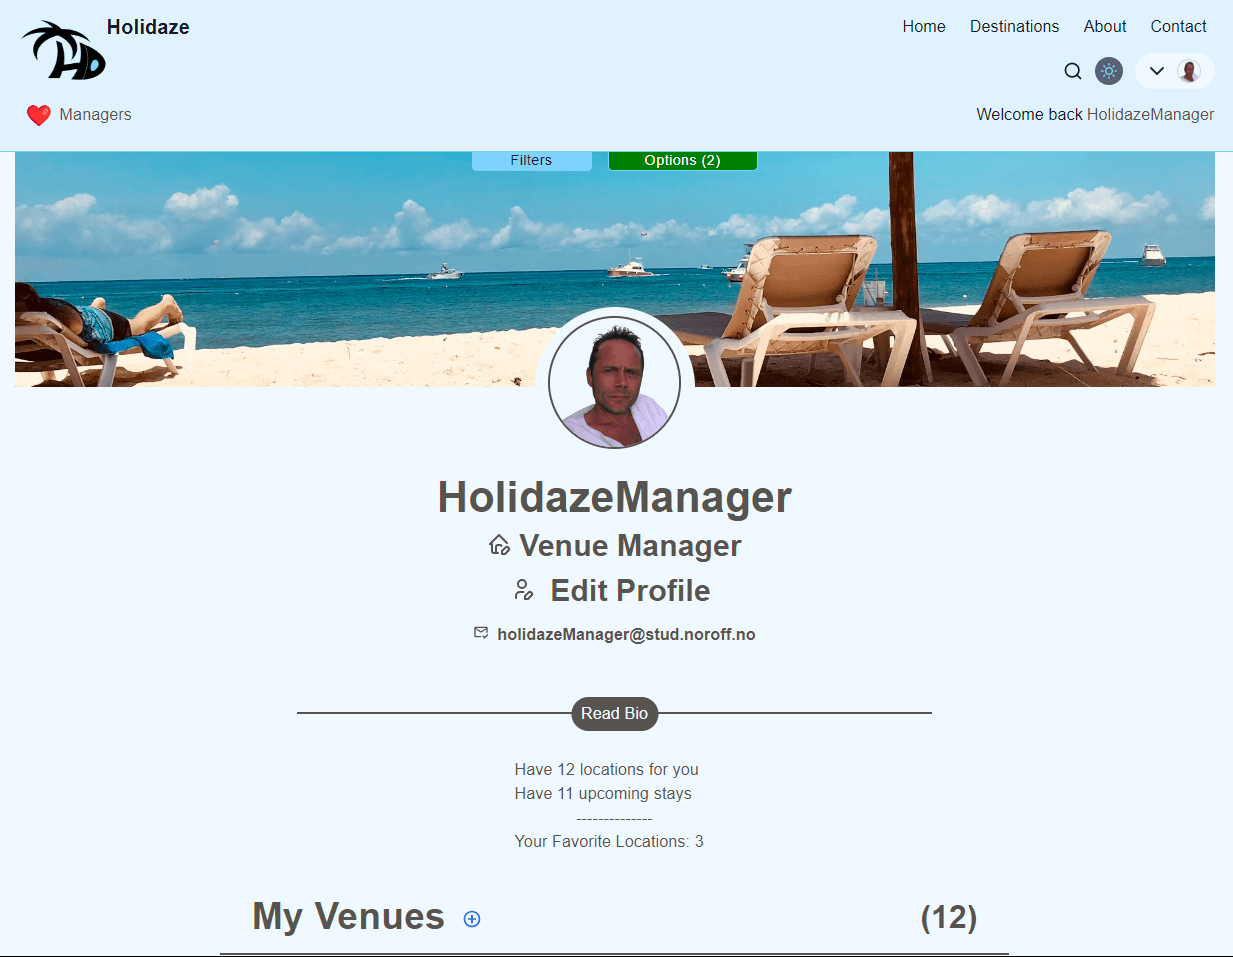 Holidaze
Home Destinations About Contact
Managers
Welcome back HolidazeManager
Filters Options (2)
HolidazeManager
Venue Manager
Edit Profile
holidazeManager@stud.noroff.no
Read Bio
Have 12 locations for you
Have 11 upcoming stays
--------------
Your Favorite Locations: 3
My Venues (12)